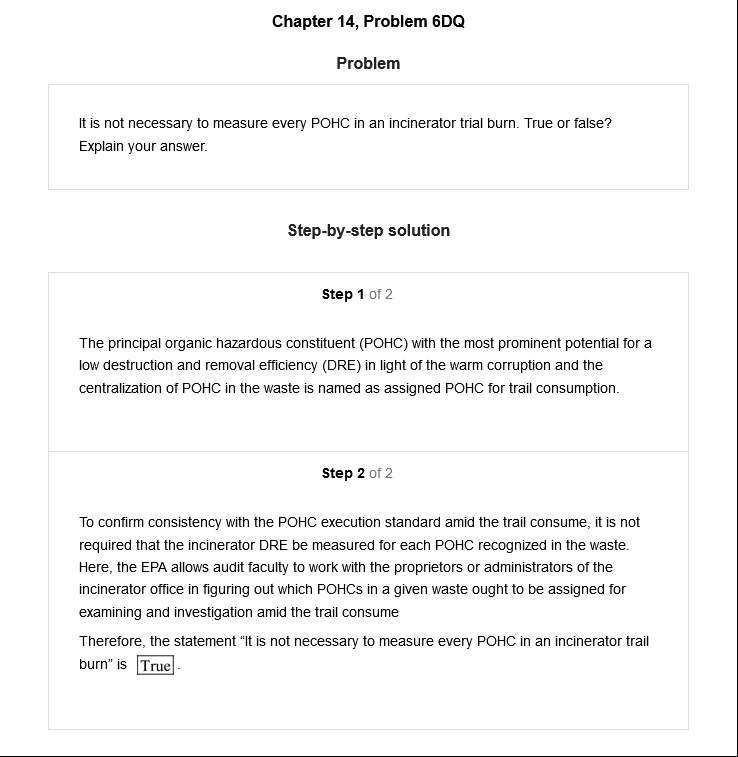 Chapter 14, Problem 6DQ
Problem
It is not necessary to measure every POHC in an incinerator trial burn. True or false?
Explain your answer.
Step-by-step solution
Step 1 of 2
The principal organic hazardous constituent (POHC) with the most prominent potential for a
low destruction and removal efficiency (DRE) in light of the warm corruption and the
centralization of POHC in the waste is named as assigned POHC for trail consumption.
Step 2 of 2
To confirm consistency with the POHC execution standard amid the trail consume, it is not
required that the incinerator DRE be measured for each POHC recognized in the waste.
Here, the EPA allows audit faculty to work with the proprietors or administrators of the
incinerator office in figuring out which POHCs in a given waste ought to be assigned for
examining and investigation amid the trail consume
Therefore, the statement “It is not necessary to measure every POHC in an incinerator trail
burn” is True .